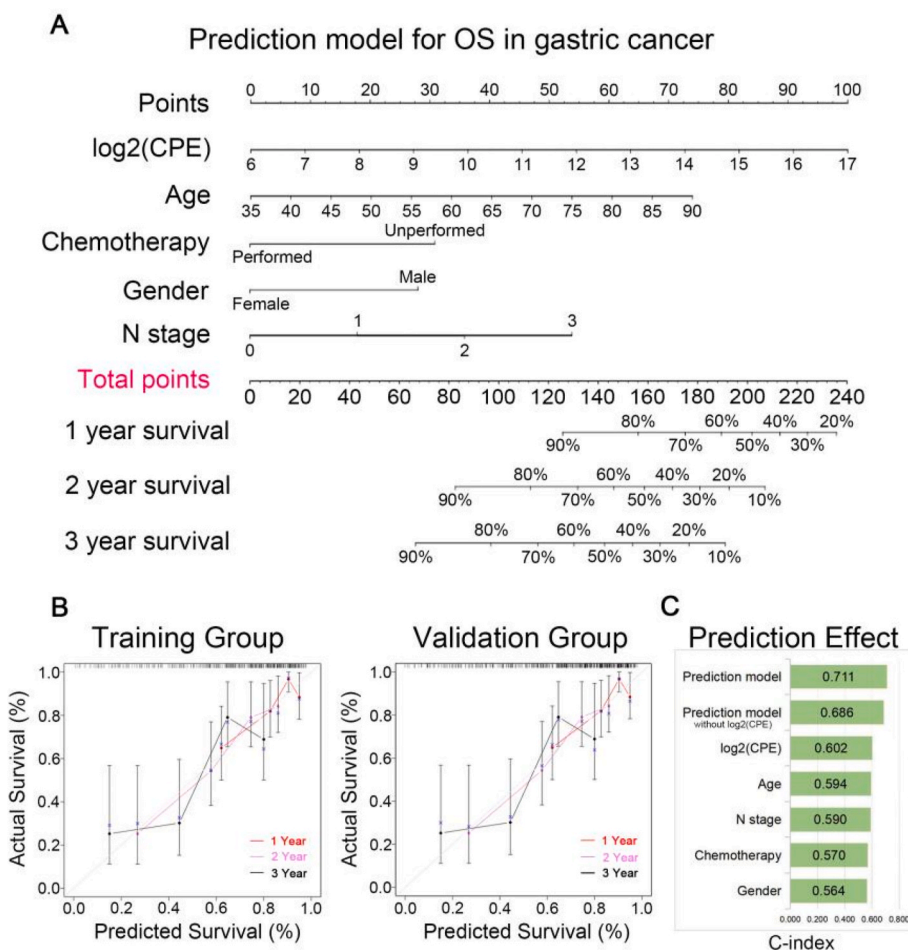 A
Prediction model for OS in gastric cancer
Points
0 10 20 30 40 50 60 70 80 90 100
log2(CPE)
6 7 8 9 10 11 12 13 14 15 16 17
Age
35 40 45 50 55 60 65 70 75 80 85 90
Chemotherapy
Unperformed
Performed
Gender
Male
Female
N stage
1 3
0 2
Total points
0 20 40 60 80 100 120 140 160 180 200 220 240
1 year survival
80% 60% 40% 20%
90% 70% 50% 30%
2 year survival
80% 60% 40% 20%
90% 70% 50% 30% 10%
3 year survival
80% 60% 40% 20%
90% 70% 50% 30% 10%
B
Training Group
Actual Survival (%)
1.0
0.8
0.6
0.4
0.2
0.0
1 Year
2 Year
3 Year
0.0 0.2 0.4 0.6 0.8 1.0
Predicted Survival (%)
Validation Group
Actual Survival (%)
1.0
0.8
0.6
0.4
0.2
0.0
1 Year
2 Year
3 Year
0.0 0.2 0.4 0.6 0.8 1.0
Predicted Survival (%)
C
Prediction Effect
Prediction model 0.711
Prediction model 0.686
without log2(CPE)
log2(CPE) 0.602
Age 0.594
N stage 0.590
Chemotherapy 0.570
Gender 0.564
0.000 0.200 0.400 0.600 0.800
C-index